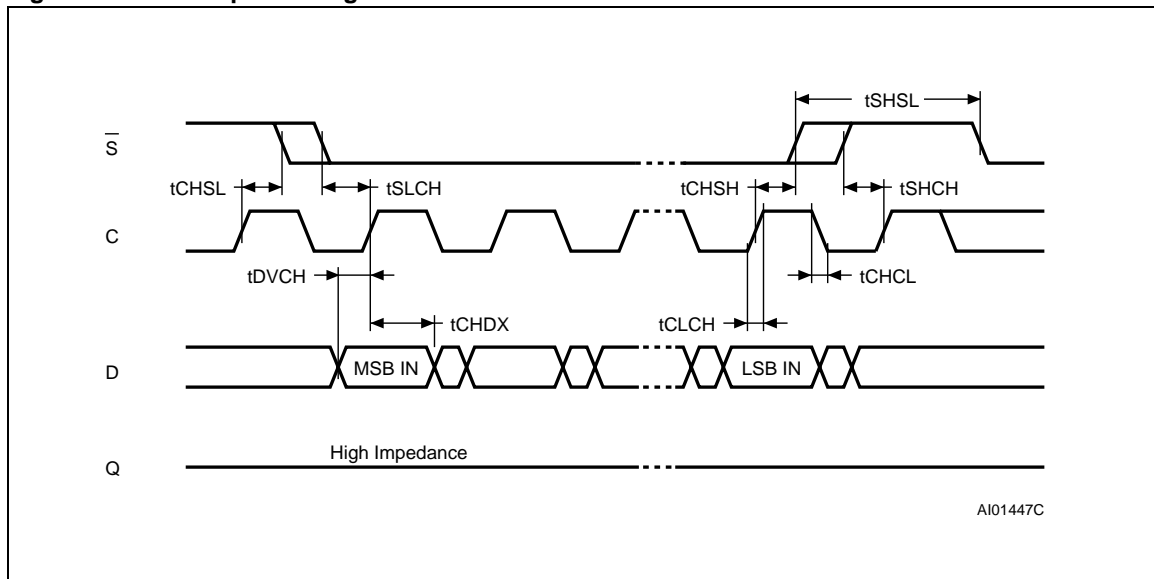 tSHSL
S
tCHSL
tSLCH
tCHSH
tSHCH
C
tDVCH
tCHCL
tCHDX
tCLCH
D
MSB IN
LSB IN
High Impedance
Q
AI01447C